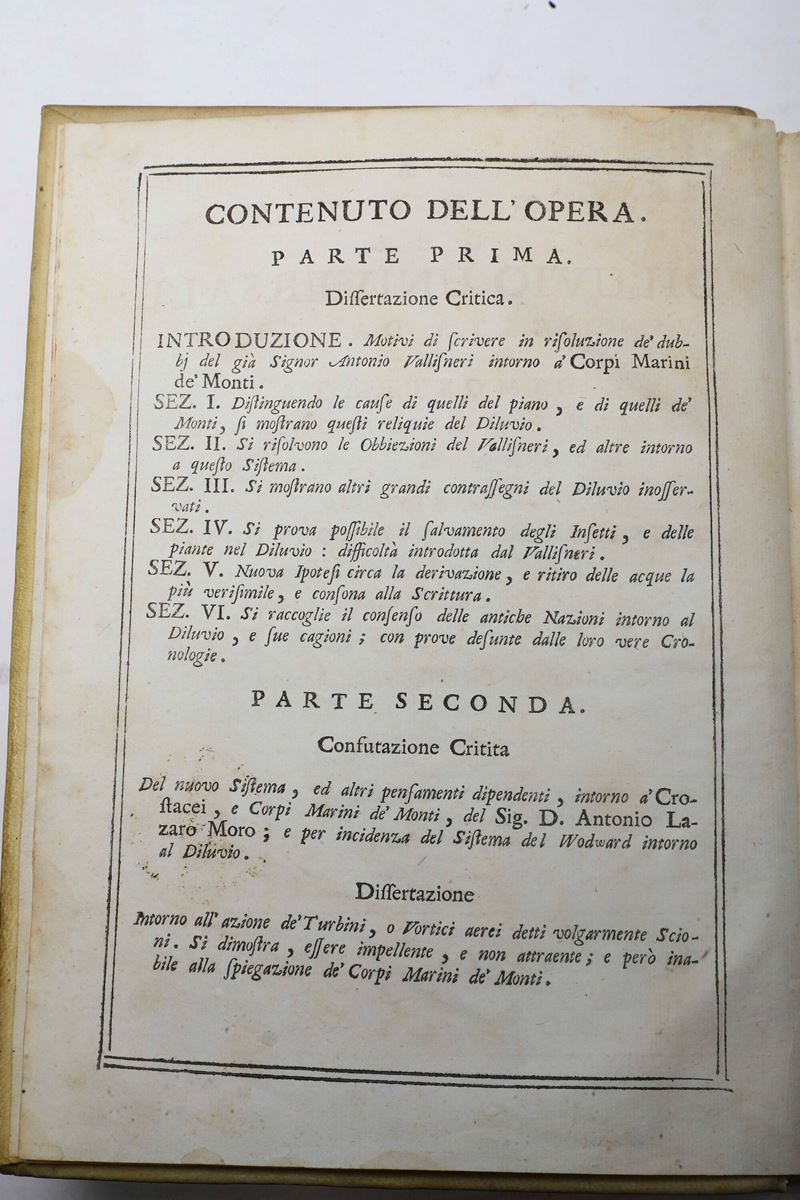 CONTENUTO DELL' OPERA.
PARTE PRIMA.
Diſſertazione Critica.
INTRODUZIONE. Motivi di ſcrivere in riſoluzione de' dub-
bj del già Signor Antonio Valliſneri intorno a' Corpi Marini
de' Monti.
SEZ. I. Diſtinguendo le cauſe di quelli del piano, e di quelli de'
Monti, ſi moſtrano queſti reliquie del Diluvio.
SEZ. II. Si riſolvono le Obbiezioni del Valliſneri, ed altre intorno
a queſto Siſtema.
SEZ. III. Si moſtrano altri grandi contraſſegni del Diluvio inoſſer-
vati.
SEZ. IV. Si prova poſſibile il ſalvamento degli Inſetti, e delle
piante nel Diluvio: difficoltà introdotta dal Valliſneri.
SEZ. V. Nuova Ipoteſi circa la derivazione, e ritiro delle acque la
più veriſimile, e conſona alla Scrittura.
SEZ. VI. Si raccoglie il conſenſo delle antiche Nazioni intorno al
Diluvio, e ſue cagioni; con prove deſunte dalle loro vere Cro-
nologie.
PARTE SECONDA.
Confutazione Critita
Del nuovo Siſtema, ed altri penſamenti dipendenti, intorno a' Cro-
ſtacei, e Corpi Marini de' Monti, del Sig. D. Antonio La-
zaro Moro; e per incidenza del Siſtema del Wodward intorno
al Diluvio.
Diſſertazione
Intorno all' azione de' Turbini, o Vortici aerei detti volgarmente Scio-
ni. Si dimoſtra, eſſere impellente, e non attraente; e però ina-
bile alla ſpiegazione de' Corpi Marini de' Monti.